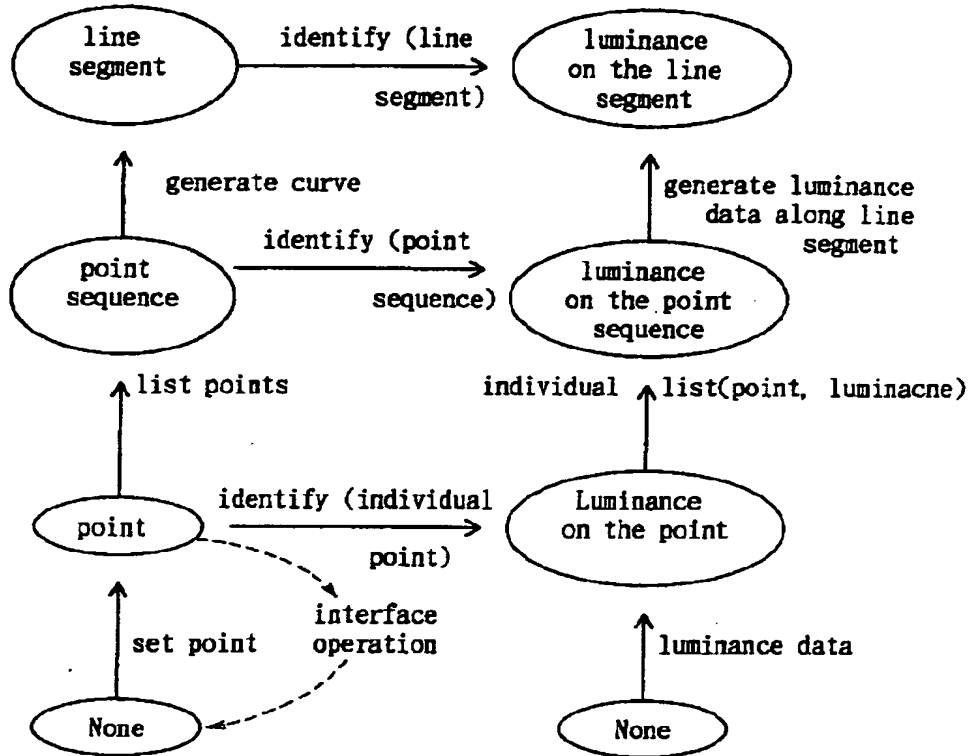 line
segment
identify (line
segment)
luminance
on the line
segment
generate curve
generate luminance
data along line
segment
point
sequence
identify (point
sequence)
luminance
on the point
sequence
list points
individual list(point, luminacne)
point
identify (individual
point)
Luminance
on the point
interface
operation
set point
luminance data
None
None